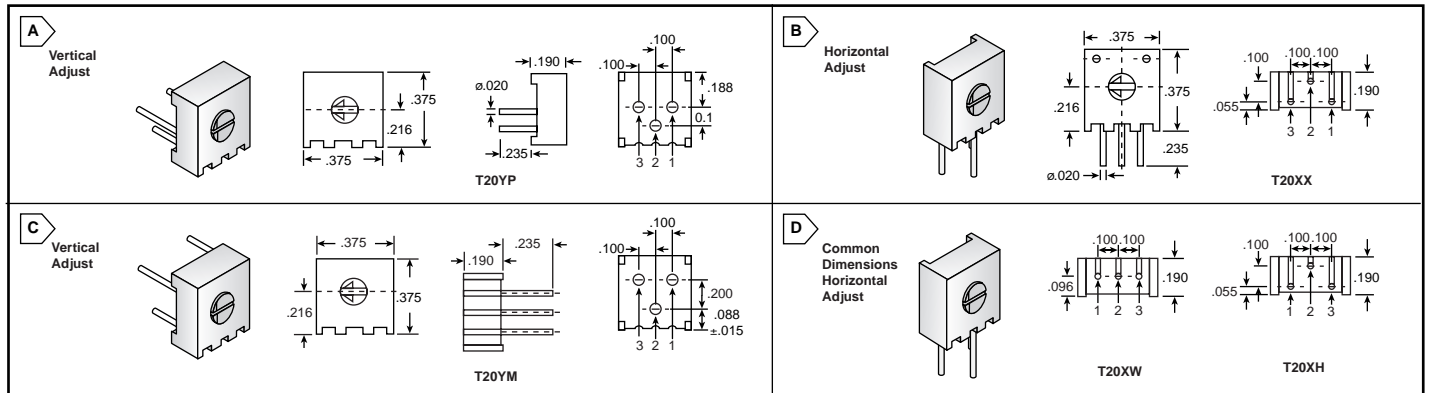 A
Vertical
Adjust
.375
.216
.375
ø.020
.190
.235
.100
.100
.188
0.1
3 2 1
T20YP
B
Horizontal
Adjust
.375
.216
.375
.235
ø.020
.100 .100
.100
.055
.190
3 2 1
T20XX
C
Vertical
Adjust
.375
.216
.375
.235
.190
.100
.100
.200
.088
±.015
3 2 1
T20YM
D
Common
Dimensions
Horizontal
Adjust
.100 .100
.096
.190
1 2 3
T20XW
.100 .100
.100
.055
.190
1 2 3
T20XH